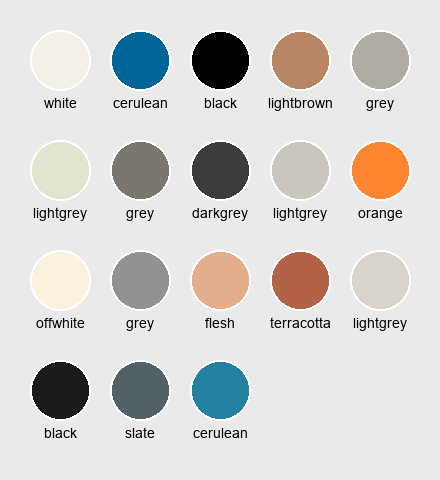 white cerulean black lightbrown grey
lightgrey grey darkgrey lightgrey orange
offwhite grey flesh terracotta lightgrey
black slate cerulean